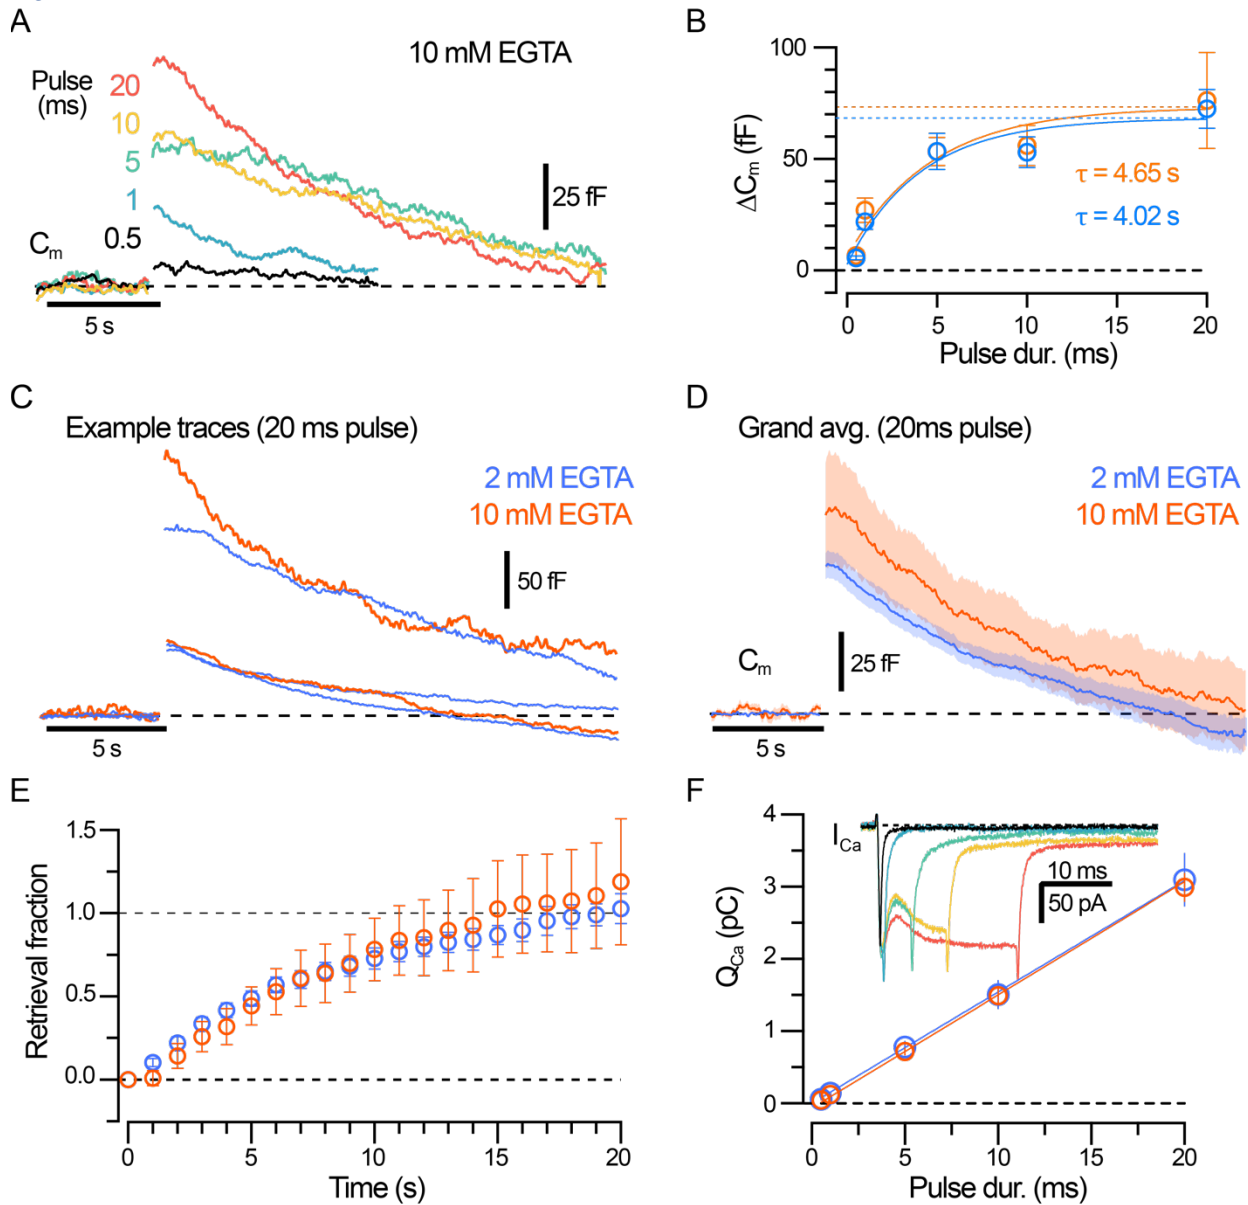 A
10 mM EGTA
Pulse
(ms)
20
10
5
1
0.5
25 fF
Cm
5 s
B
100
50
0
ΔCm (fF)
τ = 4.65 s
τ = 4.02 s
0
5
10
20
Pulse dur. (ms)
C
Example traces (20 ms pulse)
2 mM EGTA
10 mM EGTA
50 fF
5 s
D
Grand avg. (20ms pulse)
2 mM EGTA
10 mM EGTA
Cm
25 fF
5 s
E
1.5
1.0
0.5
0.0
Retrieval fraction
0
5
10
15
20
Time (s)
F
4
3
2
1
0
QCa (pC)
ICa
10 ms
50 pA
0
5
10
20
Pulse dur. (ms)